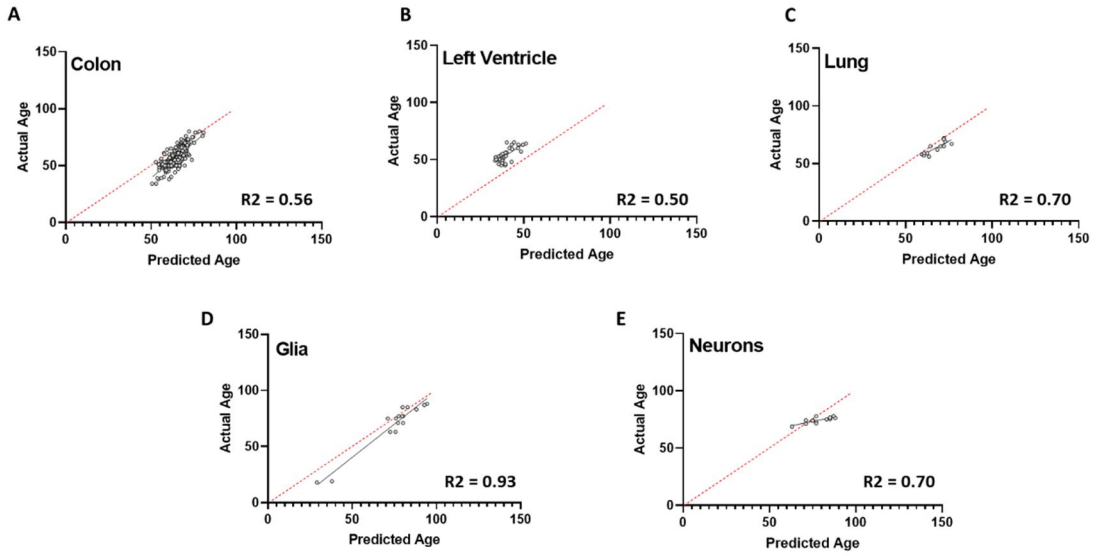 A
Colon
150
100
50
0
Actual Age
0
50
100
150
Predicted Age
R2 = 0.56
B
Left Ventricle
150
100
50
0
Actual Age
0
50
100
150
Predicted Age
R2 = 0.50
C
Lung
150
100
50
0
Actual Age
0
50
100
150
Predicted Age
R2 = 0.70
D
Glia
150
100
50
0
Actual Age
0
50
100
150
Predicted Age
R2 = 0.93
E
Neurons
150
100
50
0
Actual Age
0
50
100
150
Predicted Age
R2 = 0.70